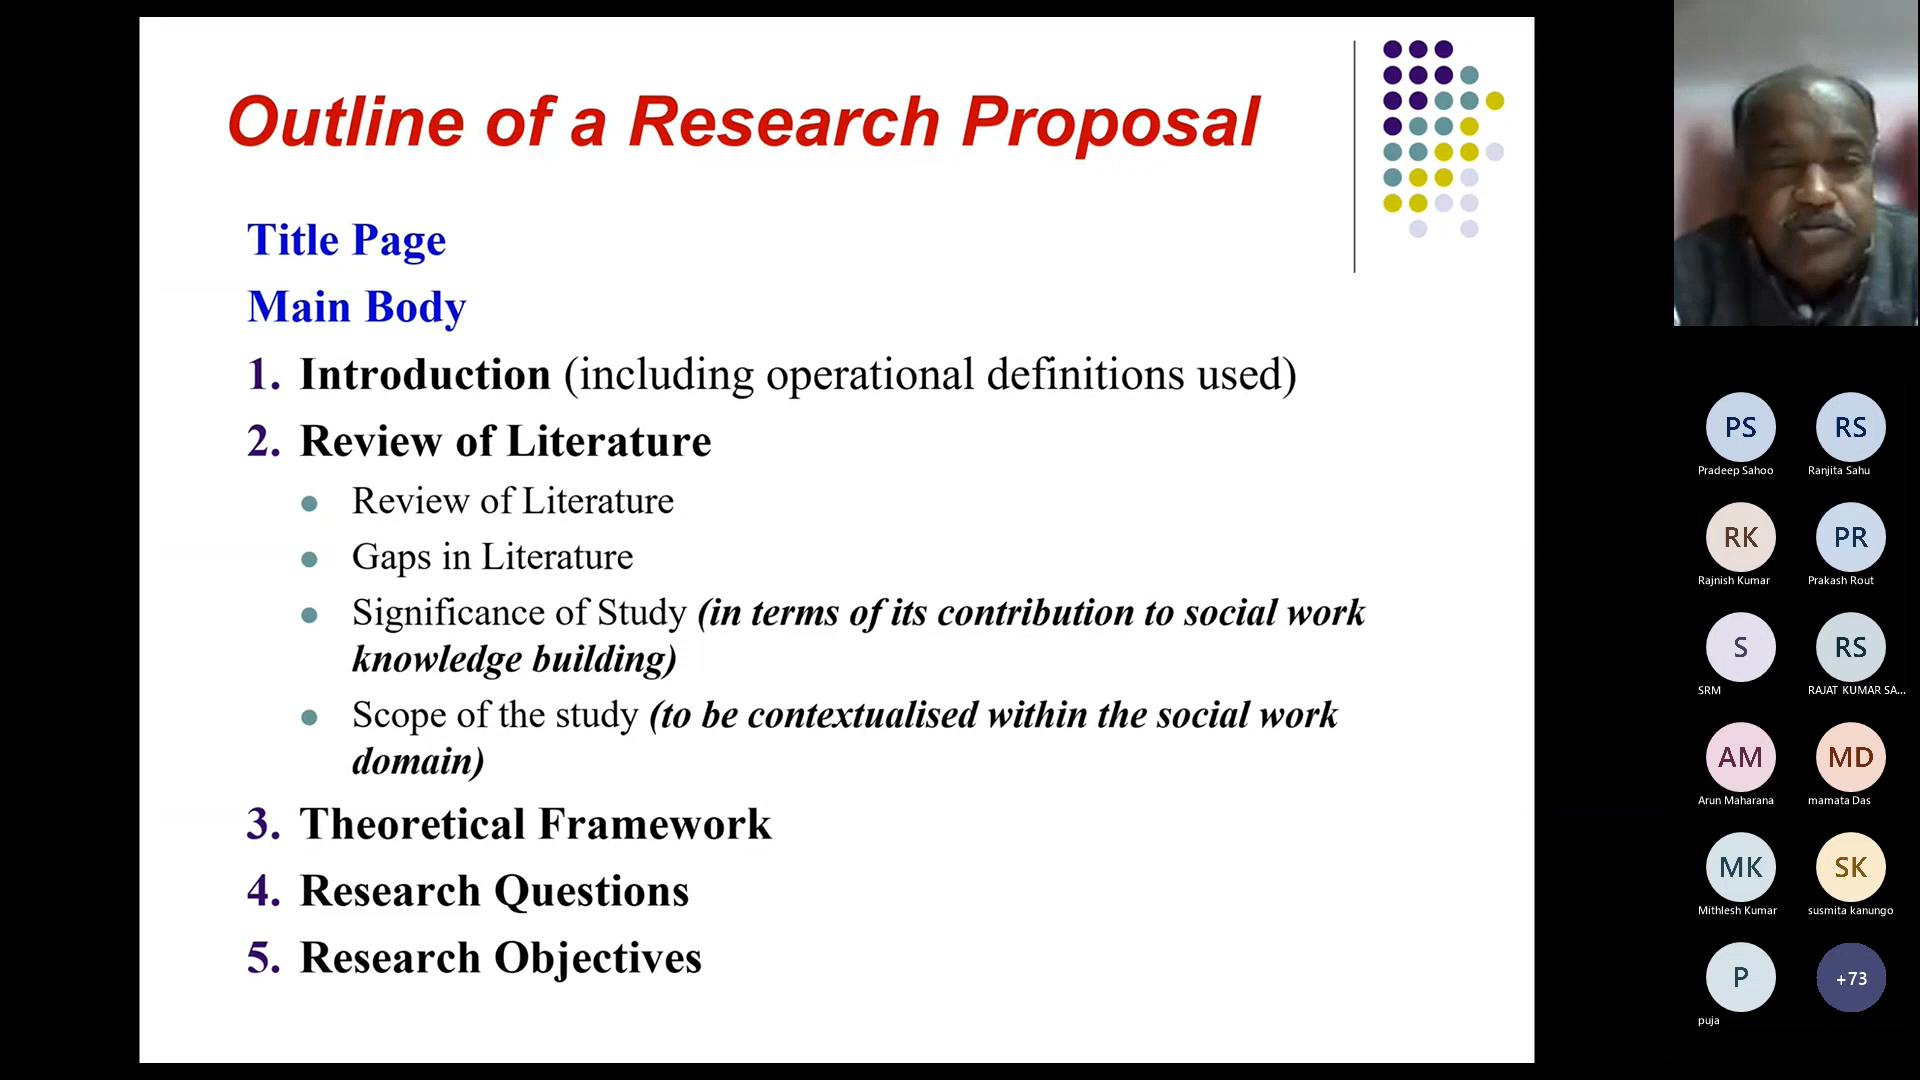 Outline of a Research Proposal
Title Page
Main Body
1. Introduction (including operational definitions used)
2. Review of Literature
Review of Literature
Gaps in Literature
Significance of Study (in terms of its contribution to social work
knowledge building)
Scope of the study (to be contextualised within the social work
domain)
3. Theoretical Framework
4. Research Questions
5. Research Objectives
PS
RS
Pradeep Sahoo
Ranjita Sahu
RK
PR
Rajnish Kumar
Prakash Rout
S
RS
SRM
RAJAT KUMAR SA...
AM
MD
Arun Maharana
mamata Das
MK
SK
Mithlesh Kumar
susmita kanungo
P
+73
puja